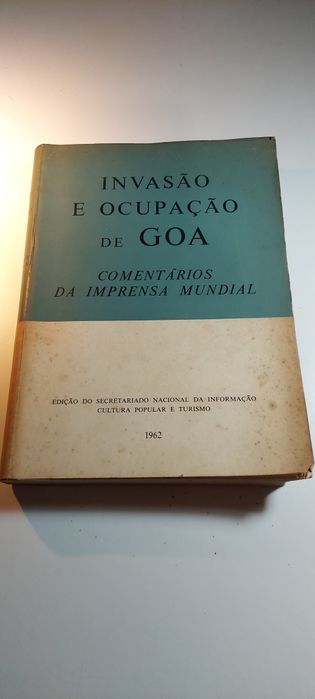 INVASÃO
E OCUPAÇÃO
DE GOA
COMENTÁRIOS
DA IMPRENSA MUNDIAL
EDIÇÃO DO SECRETARIADO NACIONAL DA INFORMAÇÃO
CULTURA POPULAR E TURISMO
1962